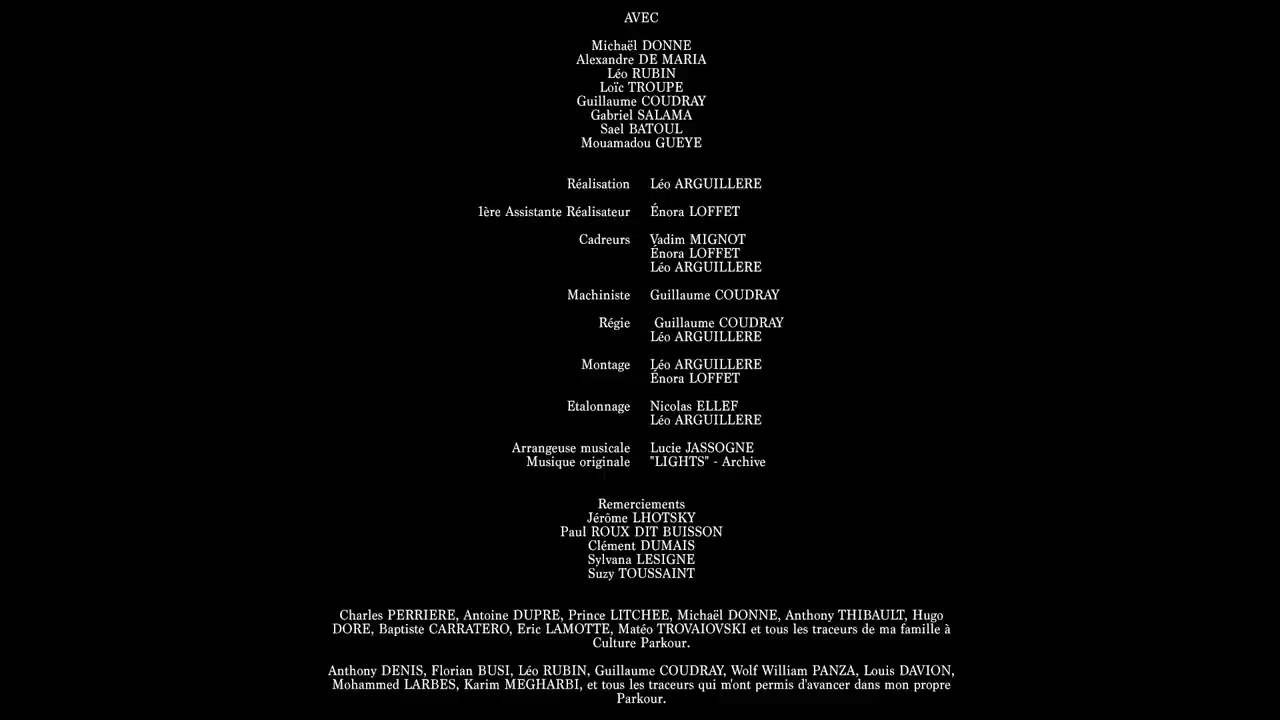 AVEC
Michaël DONNE
Alexandre DE MARIA
Léo RUBIN
Loïc TROUPE
Guillaume COUDRAY
Gabriel SALAMA
Sael BATOUL
Mouamadou GUEYE
Réalisation Léo ARGUILLERE
1ère Assistante Réalisateur Énora LOFFET
Cadreurs Vadim MIGNOT
Énora LOFFET
Léo ARGUILLERE
Machiniste Guillaume COUDRAY
Régie Guillaume COUDRAY
Léo ARGUILLERE
Montage Léo ARGUILLERE
Énora LOFFET
Etalonnage Nicolas ELLEF
Léo ARGUILLERE
Arrangeuse musicale Lucie JASSOGNE
Musique originale "LIGHTS" - Archive
Remerciements
Jérôme LHOTSKY
Paul ROUX DIT BUISSON
Clément DUMAIS
Sylvana LESIGNE
Suzy TOUSSAINT
Charles PERRIERE, Antoine DUPRE, Prince LITCHEE, Michaël DONNE, Anthony THIBAULT, Hugo
DORE, Baptiste CARRATERO, Eric LAMOTTE, Matéo TROVAIOVSKI et tous les traceurs de ma famille à
Culture Parkour.
Anthony DENIS, Florian BUSI, Léo RUBIN, Guillaume COUDRAY, Wolf William PANZA, Louis DAVION,
Mohammed LARBES, Karim MEGHARBI, et tous les traceurs qui m'ont permis d'avancer dans mon propre
Parkour.